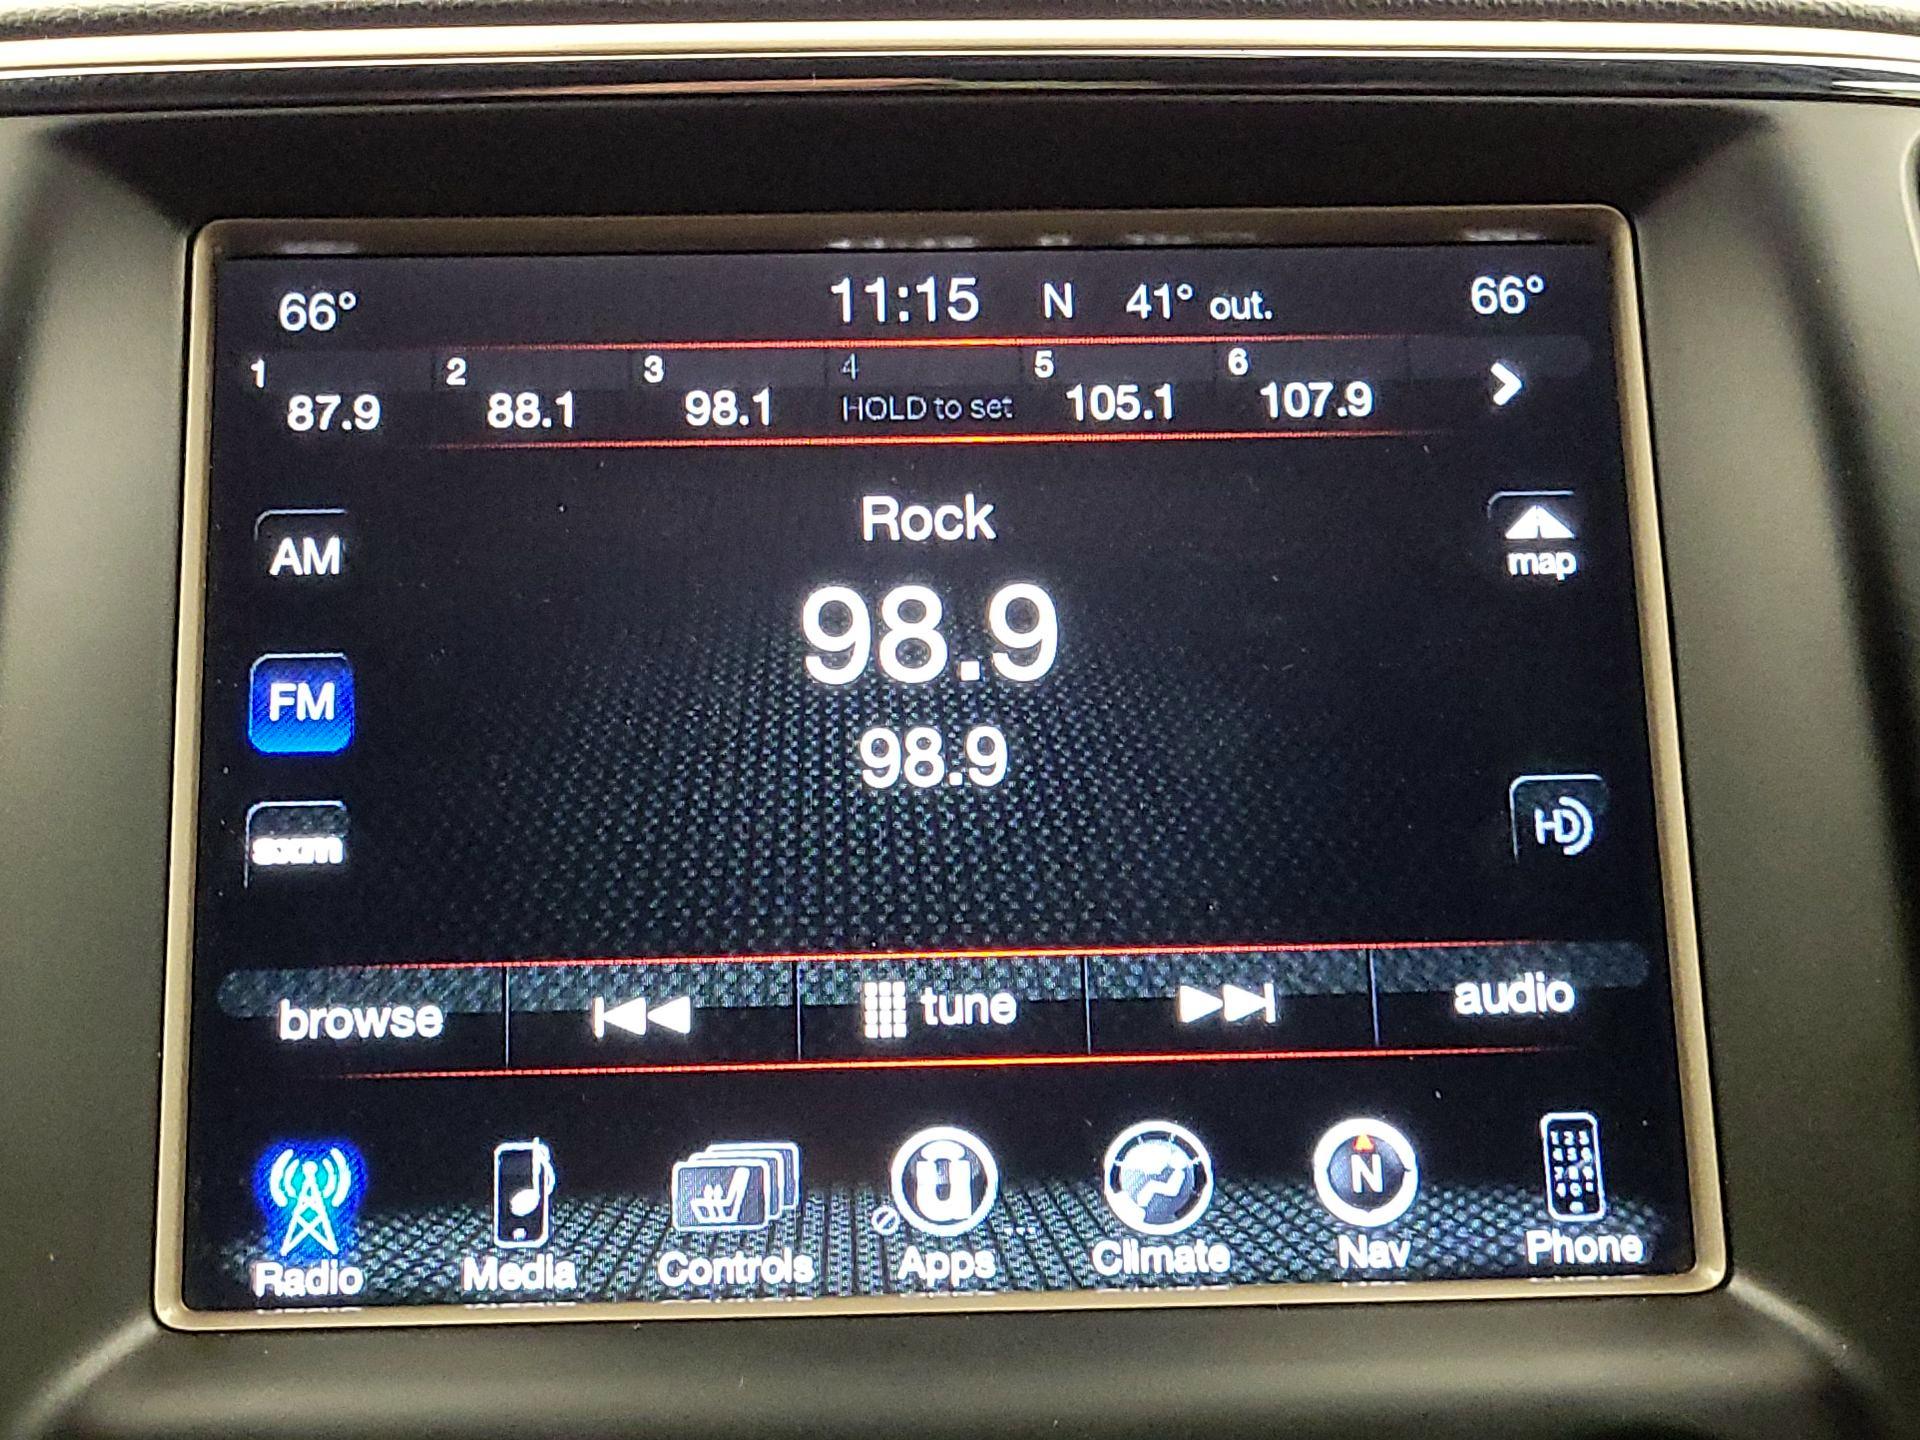 66° 11:15 N 41° out. 66°
1 2 3 4 5 6
87.9 88.1 98.1 HOLD to set 105.1 107.9
Rock
AM
map
98.9
FM
98.9
sxm
HD
browse tune audio
N
Radio Media Controls Apps Climate Nav Phone